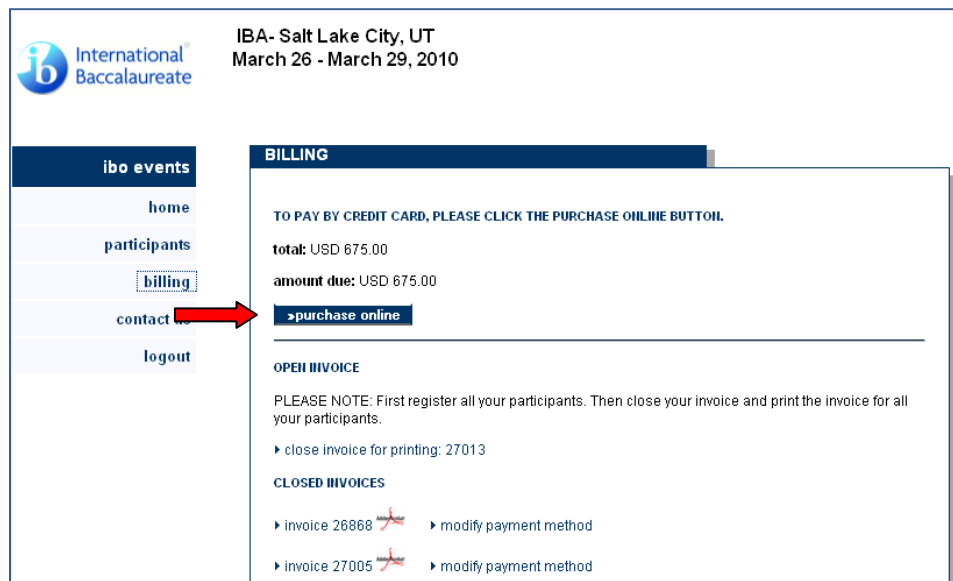 International®
Baccalaureate
IBA- Salt Lake City, UT
March 26 - March 29, 2010
ibo events
home
participants
billing
contact
logout
BILLING
TO PAY BY CREDIT CARD, PLEASE CLICK THE PURCHASE ONLINE BUTTON.
total: USD 675.00
amount due: USD 675.00
»purchase online
OPEN INVOICE
PLEASE NOTE: First register all your participants. Then close your invoice and print the invoice for all
your participants.
close invoice for printing: 27013
CLOSED INVOICES
invoice 26868 modify payment method
invoice 27005 modify payment method